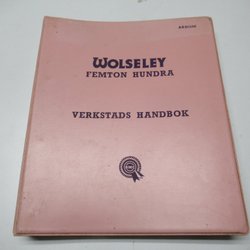 WOLSELEY
FEMTON HUNDRA
VERKSTADS HANDBOK